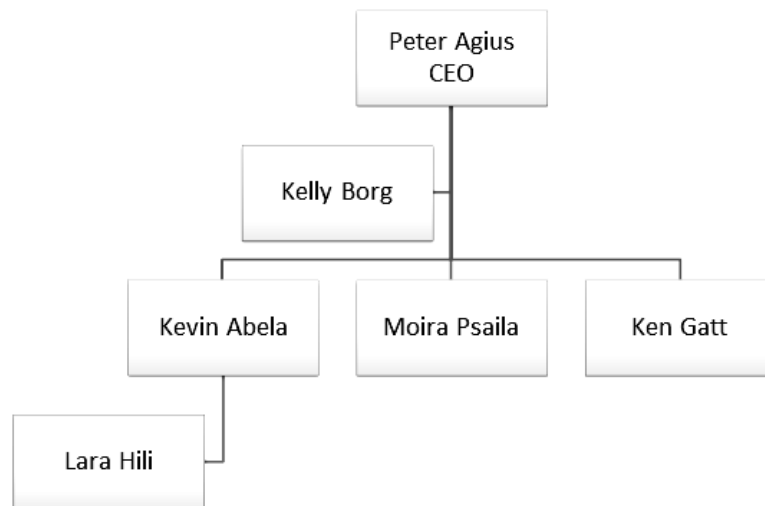 Peter Agius
CEO
Kelly Borg
Kevin Abela
Moira Psaila
Ken Gatt
Lara Hili